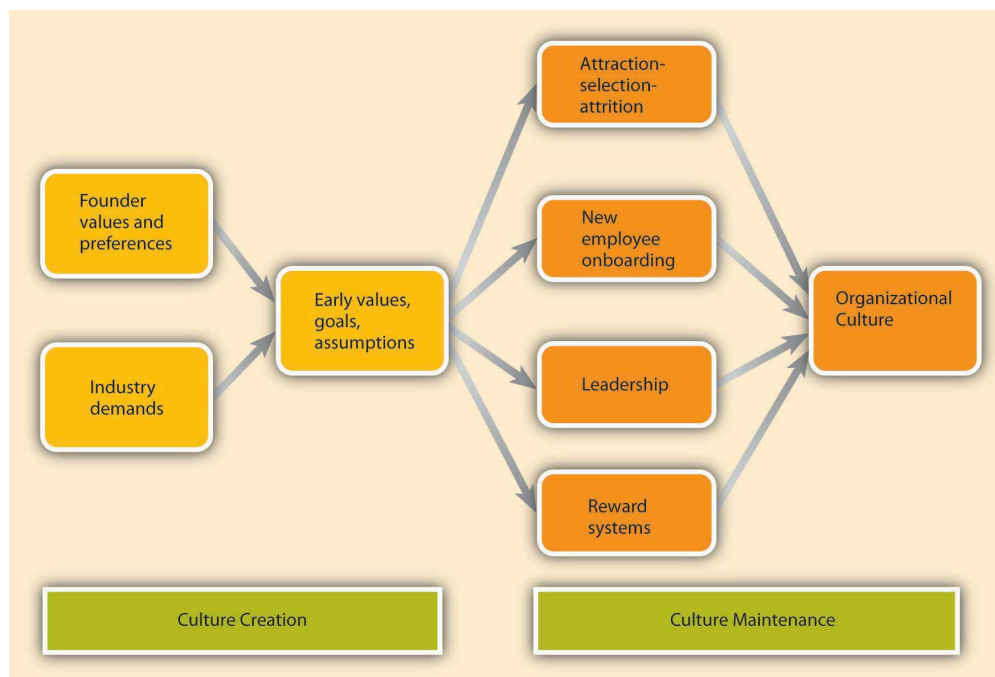 Founder
values and
preferences
Industry
demands
Early values,
goals,
assumptions
Attraction-
selection-
attrition
New
employee
onboarding
Leadership
Reward
systems
Organizational
Culture
Culture Creation
Culture Maintenance